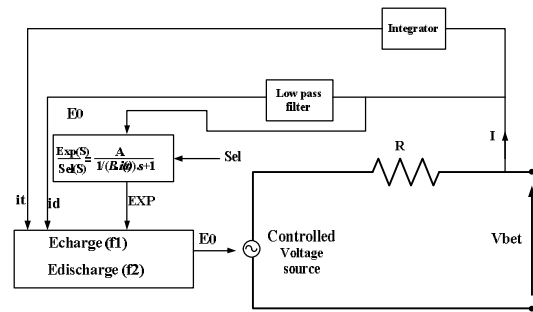 Integrator
Low pass
filter
E0
I
Exp(S)
Sel(S)
=
A
1/(B.i(t)).s+1
Sel
R
it
id
EXP
Echarge (f1)
Edischarge (f2)
E0
Controlled
Voltage
source
Vbet